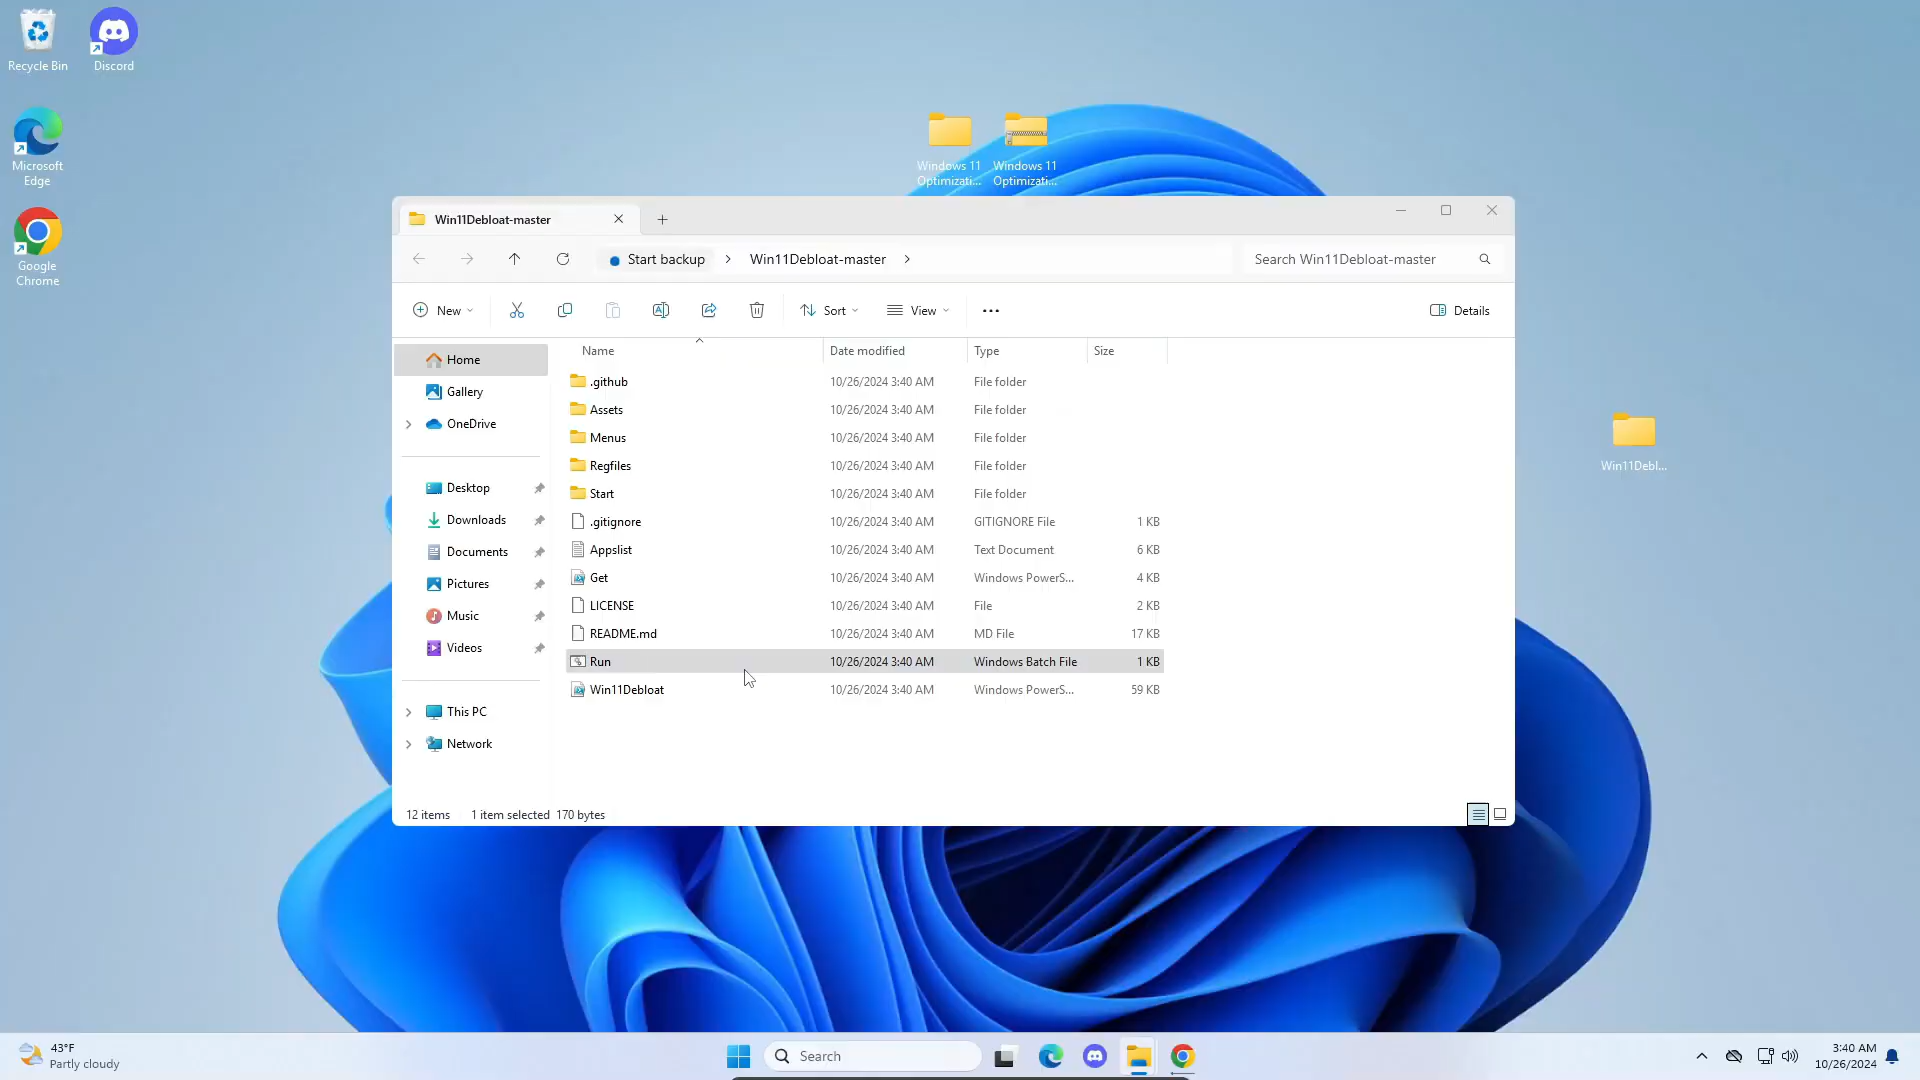 Recycle Bin
Discord
Microsoft
Edge
Google
Chrome
Windows 11
Optimizati...
Windows 11
Optimizati...
Win11Debl...
Win11Debloat-master
Start backup
Win11Debloat-master
Search Win11Debloat-master
New
Sort
View
Details
Home
Gallery
OneDrive
Desktop
Downloads
Documents
Pictures
Music
Videos
This PC
Network
Name Date modified Type Size
.github 10/26/2024 3:40 AM File folder
Assets 10/26/2024 3:40 AM File folder
Menus 10/26/2024 3:40 AM File folder
Regfiles 10/26/2024 3:40 AM File folder
Start 10/26/2024 3:40 AM File folder
.gitignore 10/26/2024 3:40 AM GITIGNORE File 1 KB
Appslist 10/26/2024 3:40 AM Text Document 6 KB
Get 10/26/2024 3:40 AM Windows PowerS... 4 KB
LICENSE 10/26/2024 3:40 AM File 2 KB
README.md 10/26/2024 3:40 AM MD File 17 KB
Run 10/26/2024 3:40 AM Windows Batch File 1 KB
Win11Debloat 10/26/2024 3:40 AM Windows PowerS... 59 KB
12 items 1 item selected 170 bytes
43°F
Partly cloudy
Search
3:40 AM
10/26/2024